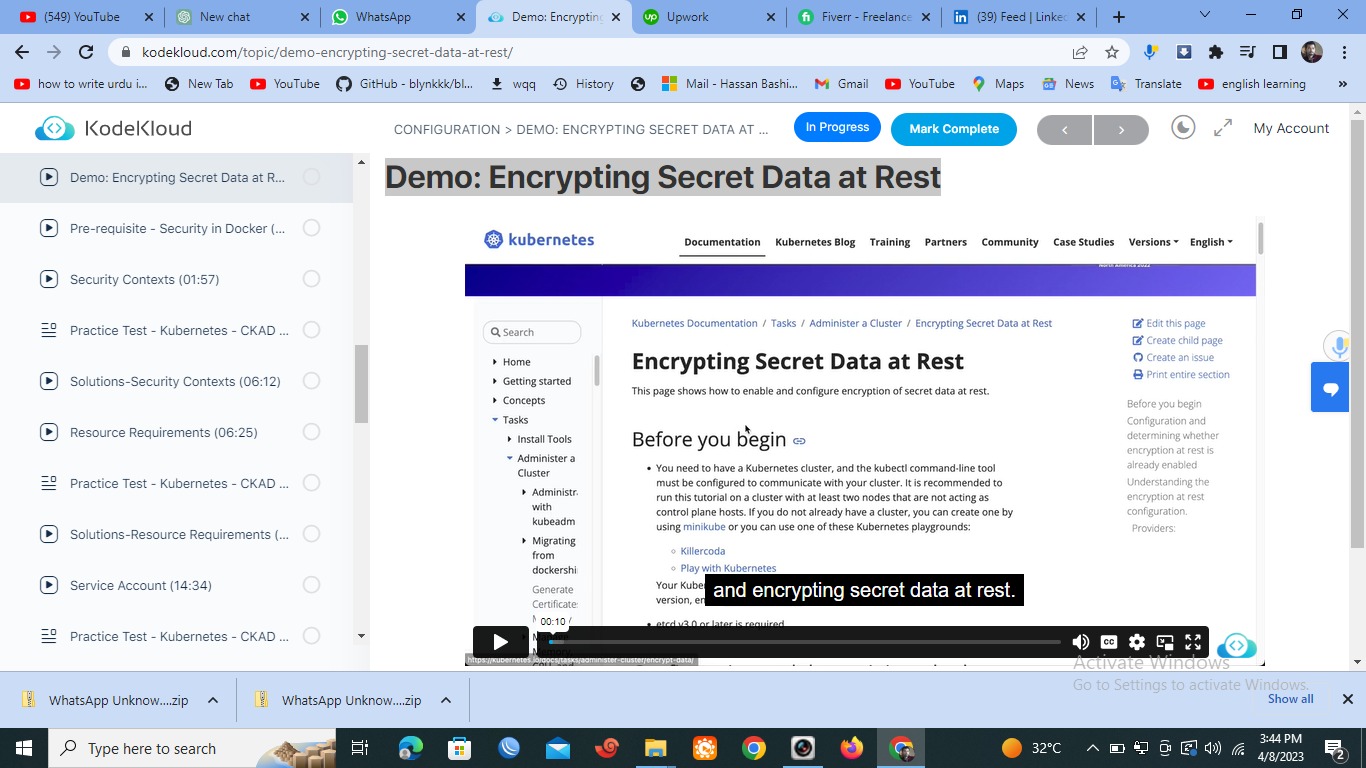 (549) YouTube
New chat
WhatsApp
Demo: Encrypting
Upwork
Fiverr - Freelance
(39) Feed | Linked
kodekloud.com/topic/demo-encrypting-secret-data-at-rest/
how to write urdu i...
New Tab
YouTube
GitHub - blynkkk/bl...
wqq
History
Mail - Hassan Bashi...
Gmail
YouTube
Maps
News
Translate
english learning
»
KodeKloud
CONFIGURATION > DEMO: ENCRYPTING SECRET DATA AT ...
In Progress
Mark Complete
My Account
Demo: Encrypting Secret Data at R...
Pre-requisite - Security in Docker (...
Security Contexts (01:57)
Practice Test - Kubernetes - CKAD ...
Solutions-Security Contexts (06:12)
Resource Requirements (06:25)
Practice Test - Kubernetes - CKAD ...
Solutions-Resource Requirements (...
Service Account (14:34)
Practice Test - Kubernetes - CKAD ...
Demo: Encrypting Secret Data at Rest
kubernetes
Documentation
Kubernetes Blog
Training
Partners
Community
Case Studies
Versions
English
North America 2022
Search
Home
Getting started
Concepts
Tasks
Install Tools
Administer a
Cluster
Administr
with
kubeadm
Migrating
from
dockershi
Generate
Certificates
Kubernetes Documentation / Tasks / Administer a Cluster / Encrypting Secret Data at Rest
Encrypting Secret Data at Rest
This page shows how to enable and configure encryption of secret data at rest.
Before you begin
• You need to have a Kubernetes cluster, and the kubectl command-line tool
must be configured to communicate with your cluster. It is recommended to
run this tutorial on a cluster with at least two nodes that are not acting as
control plane hosts. If you do not already have a cluster, you can create one by
using minikube or you can use one of these Kubernetes playgrounds:
Killercoda
Play with Kubernetes
Your Kube
version, en
• etcd v3.0 or later is required
Edit this page
Create child page
Create an issue
Print entire section
Before you begin
Configuration and
determining whether
encryption at rest is
already enabled
Understanding the
encryption at rest
configuration.
Providers:
and encrypting secret data at rest.
00:10 /
CC
https://kubernetes.io/docs/tasks/administer-cluster/encrypt-data/
Activate Windows
Go to Settings to activate Windows.
WhatsApp Unknow....zip
WhatsApp Unknow....zip
Show all
Type here to search
32°C
3:44 PM
4/8/2023
2